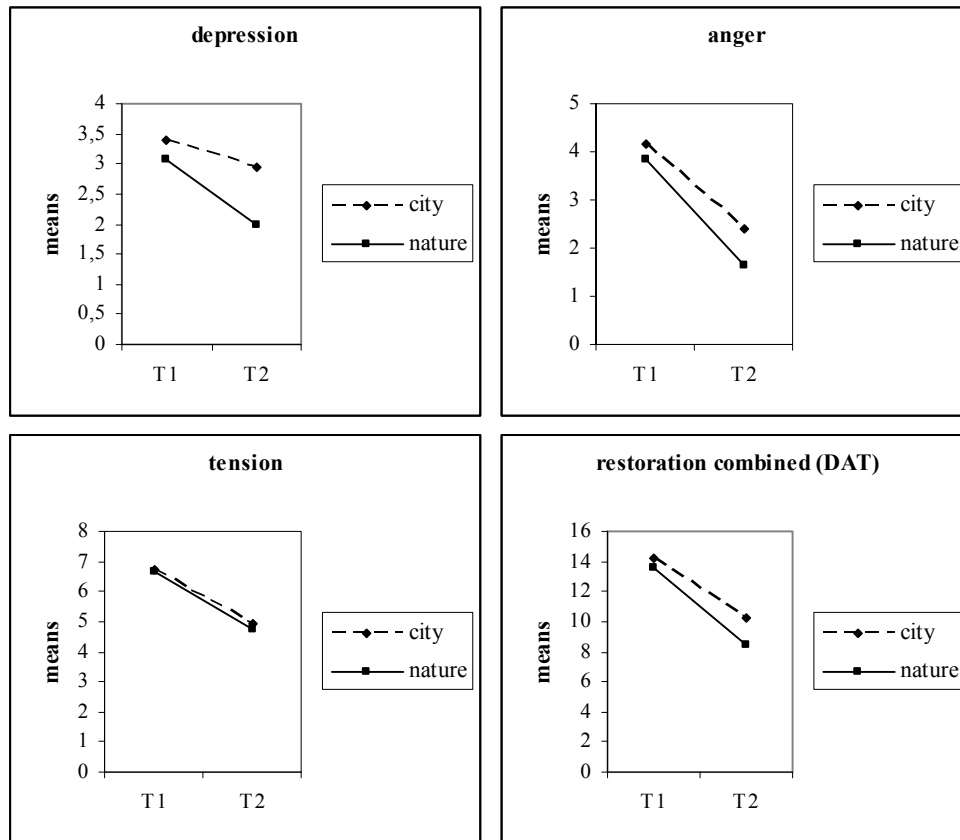 depression
4
3,5
3
2,5
2
1,5
1
0,5
0
means
T1 T2
city
nature
anger
5
4
3
2
1
0
means
T1 T2
city
nature
tension
8
7
6
5
4
3
2
1
0
means
T1 T2
city
nature
restoration combined (DAT)
16
14
12
10
8
6
4
2
0
means
T1 T2
city
nature